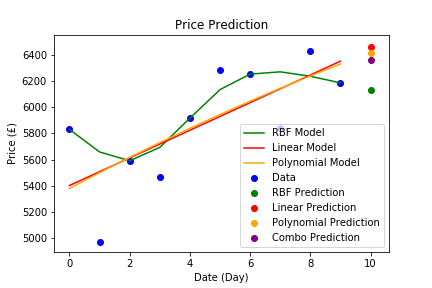 Price Prediction
6400
6200
6000
5800
5600
5400
5200
5000
Price (£)
0
2
4
6
8
10
Date (Day)
RBF Model
Linear Model
Polynomial Model
Data
RBF Prediction
Linear Prediction
Polynomial Prediction
Combo Prediction